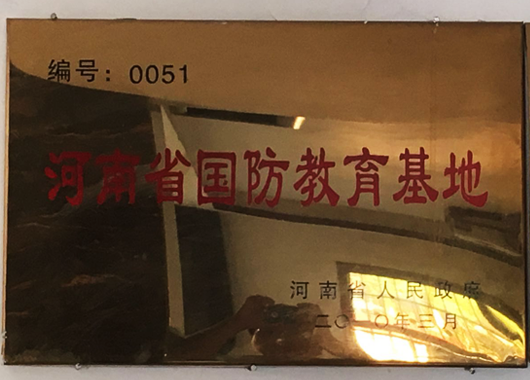 编号：0051
河南省国防教育基地
河南省人民政府
二〇一〇年三月